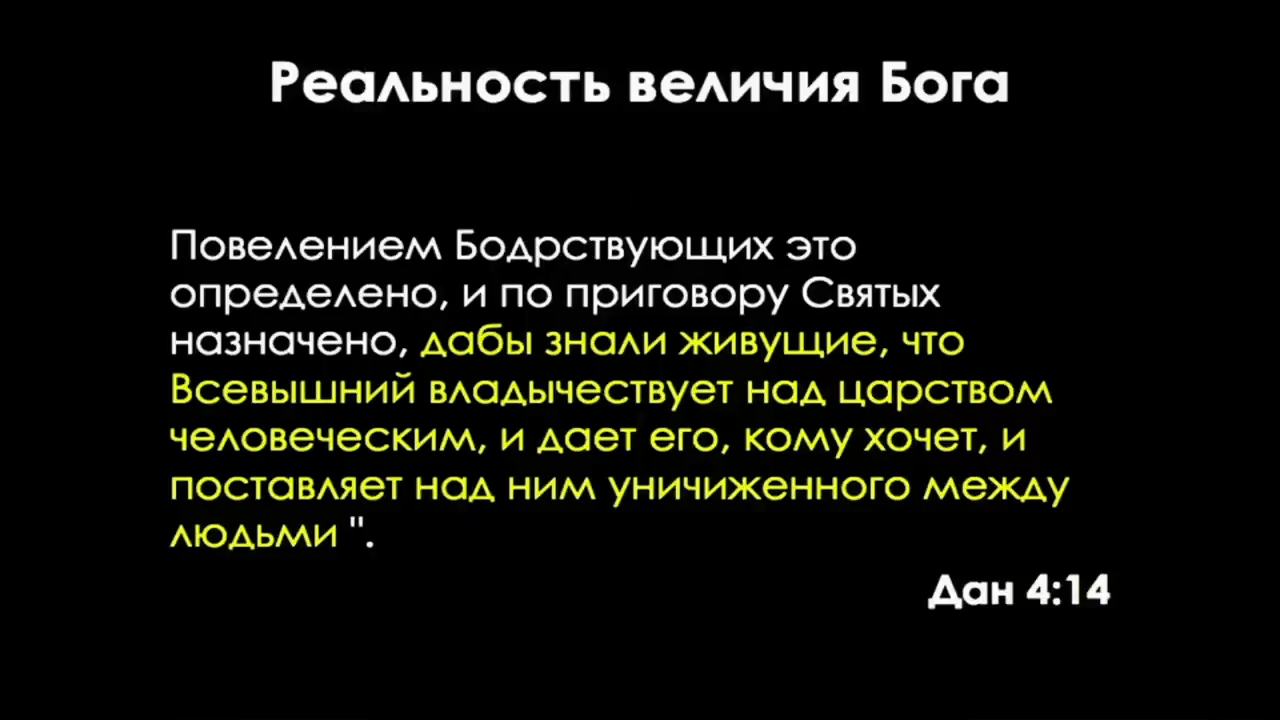 Реальность величия Бога
Повелением Бодрствующих это
определено, и по приговору Святых
назначено, дабы знали живущие, что
Всевышний владычествует над царством
человеческим, и дает его, кому хочет, и
поставляет над ним уничиженного между
людьми ".
Дан 4:14